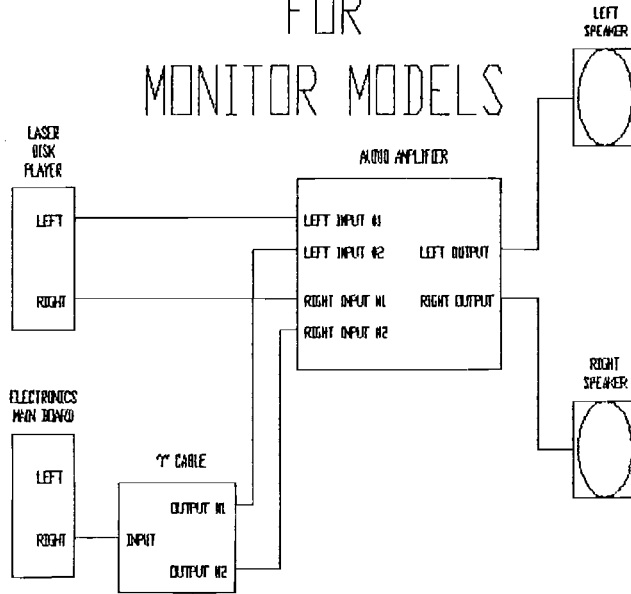 FOR
MONITOR MODELS
LEFT
SPEAKER
LASER
DISK
PLAYER
AUDIO AMPLIFIER
LEFT
LEFT INPUT #1
LEFT INPUT #2
LEFT OUTPUT
RIGHT
RIGHT INPUT #1
RIGHT OUTPUT
RIGHT INPUT #2
RIGHT
SPEAKER
ELECTRONICS
MAIN BOARD
"Y" CABLE
LEFT
OUTPUT #1
RIGHT
INPUT
OUTPUT #2